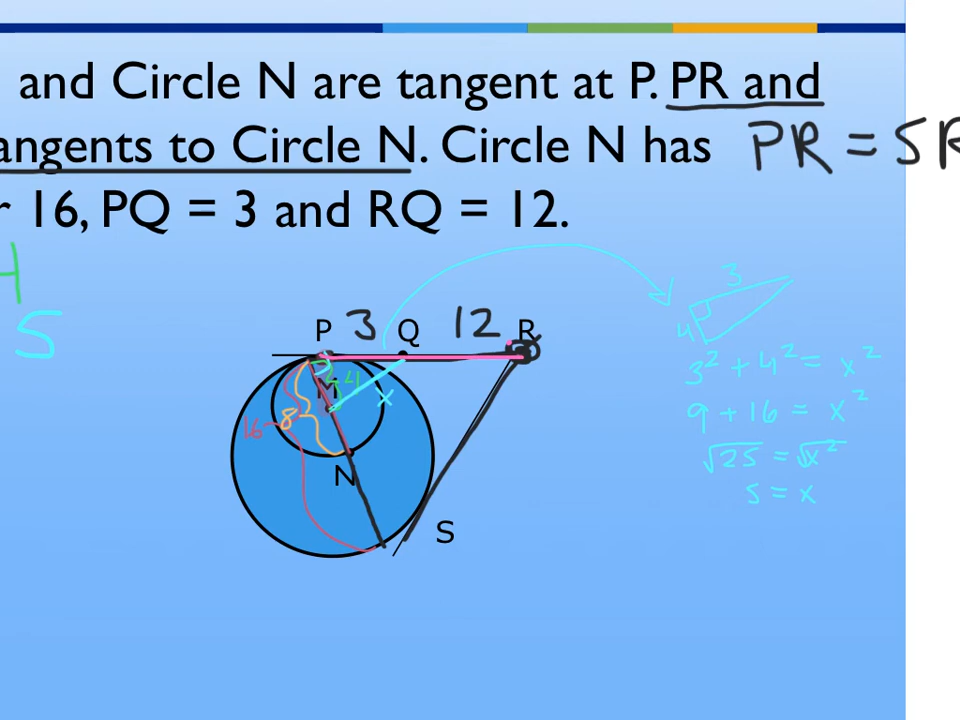 and Circle N are tangent at P. PR and
angents to Circle N. Circle N has
PR = SR
r 16, PQ = 3 and RQ = 12.
4
5
3
4
P 3 Q 12 R
3² + 4² = x²
M 4 x
9 + 16 = x²
16 8
√25 = √x²
N
5 = x
S